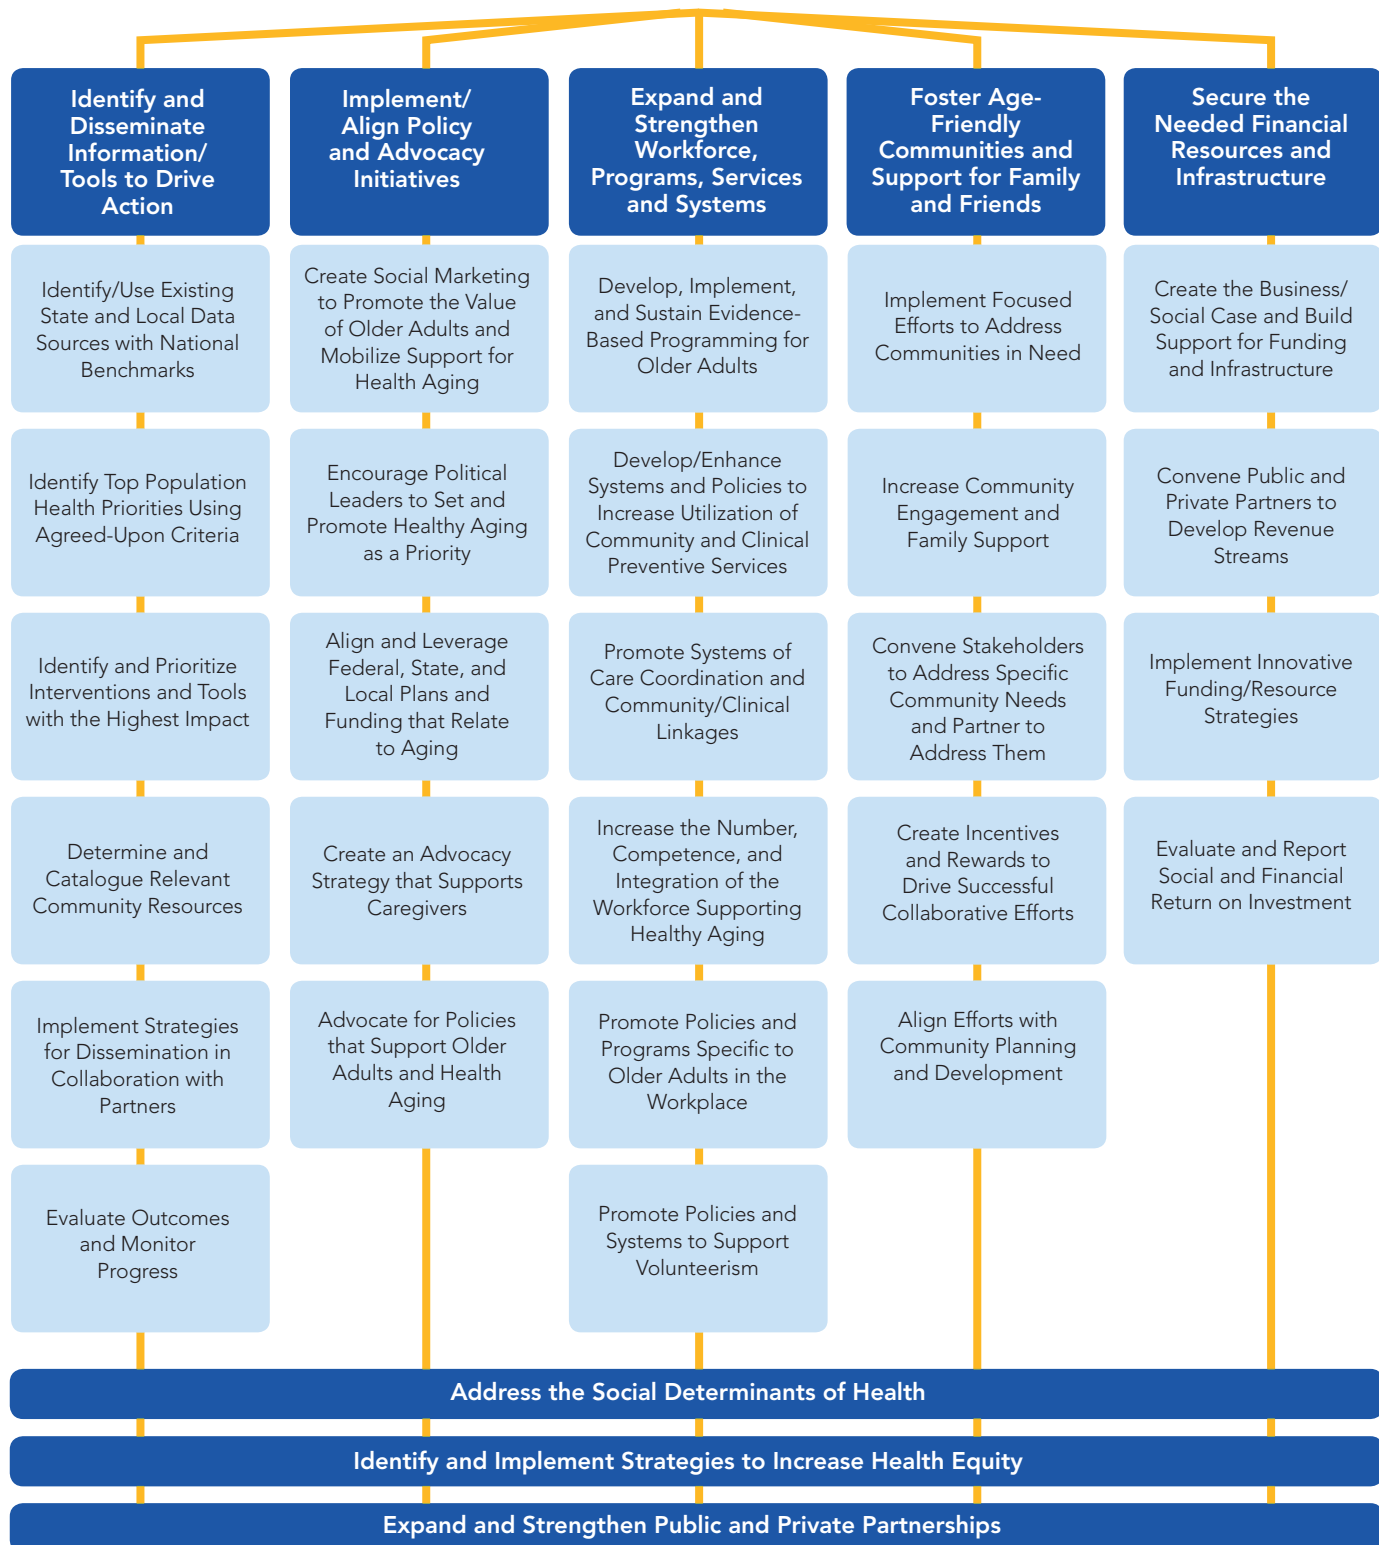 Identify and
Disseminate
Information/
Tools to Drive
Action
Identify/Use Existing
State and Local Data
Sources with National
Benchmarks
Identify Top Population
Health Priorities Using
Agreed-Upon Criteria
Identify and Prioritize
Interventions and Tools
with the Highest Impact
Determine and
Catalogue Relevant
Community Resources
Implement Strategies
for Dissemination in
Collaboration with
Partners
Evaluate Outcomes
and Monitor
Progress
Implement/
Align Policy
and Advocacy
Initiatives
Create Social Marketing
to Promote the Value
of Older Adults and
Mobilize Support for
Health Aging
Encourage Political
Leaders to Set and
Promote Healthy Aging
as a Priority
Align and Leverage
Federal, State, and
Local Plans and
Funding that Relate
to Aging
Create an Advocacy
Strategy that Supports
Caregivers
Advocate for Policies
that Support Older
Adults and Health
Aging
Expand and
Strengthen
Workforce,
Programs, Services
and Systems
Develop, Implement,
and Sustain Evidence-
Based Programming for
Older Adults
Develop/Enhance
Systems and Policies to
Increase Utilization of
Community and Clinical
Preventive Services
Promote Systems of
Care Coordination and
Community/Clinical
Linkages
Increase the Number,
Competence, and
Integration of the
Workforce Supporting
Healthy Aging
Promote Policies and
Programs Specific to
Older Adults in the
Workplace
Promote Policies and
Systems to Support
Volunteerism
Foster Age-
Friendly
Communities and
Support for Family
and Friends
Implement Focused
Efforts to Address
Communities in Need
Increase Community
Engagement and
Family Support
Convene Stakeholders
to Address Specific
Community Needs
and Partner to
Address Them
Create Incentives
and Rewards to
Drive Successful
Collaborative Efforts
Align Efforts with
Community Planning
and Development
Secure the
Needed Financial
Resources and
Infrastructure
Create the Business/
Social Case and Build
Support for Funding
and Infrastructure
Convene Public and
Private Partners to
Develop Revenue
Streams
Implement Innovative
Funding/Resource
Strategies
Evaluate and Report
Social and Financial
Return on Investment
Address the Social Determinants of Health
Identify and Implement Strategies to Increase Health Equity
Expand and Strengthen Public and Private Partnerships